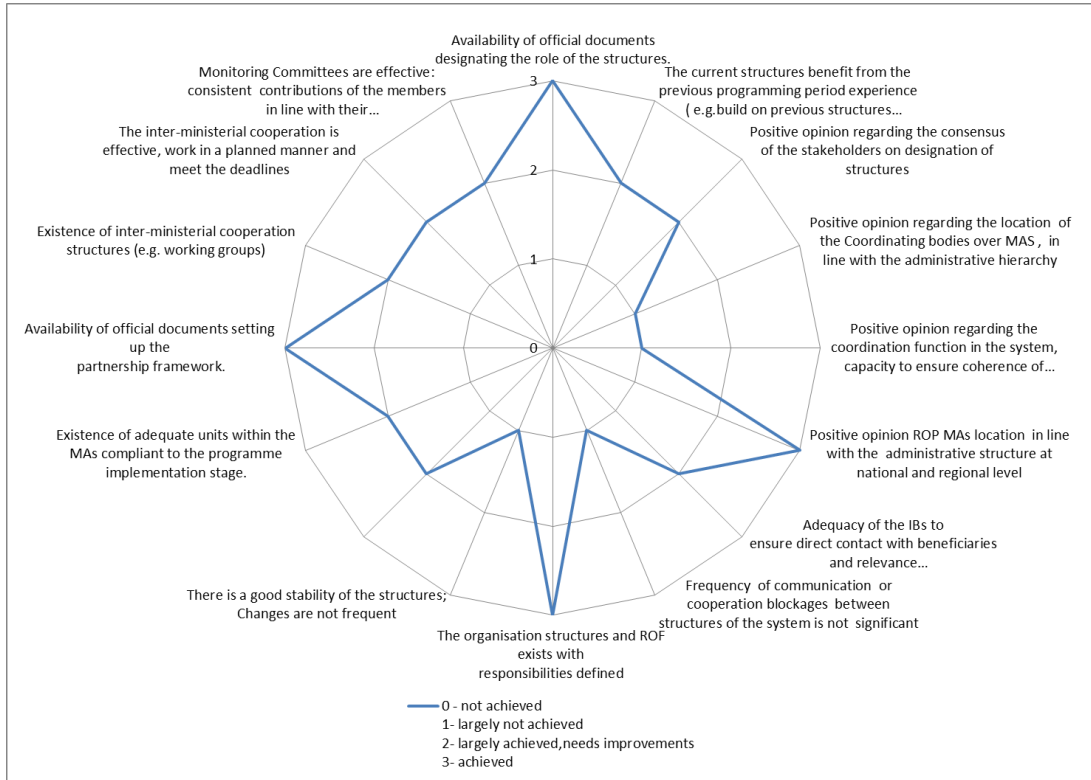 Availability of official documents
designating the role of the structures.
The current structures benefit from the
previous programming period experience
( e.g.build on previous structures…
Positive opinion regarding the consensus
of the stakeholders on designation of
structures
Positive opinion regarding the location of
the Coordinating bodies over MAS , in
line with the administrative hierarchy
Positive opinion regarding the
coordination function in the system,
capacity to ensure coherence of…
Positive opinion ROP MAs location in line
with the administrative structure at
national and regional level
Adequacy of the IBs to
ensure direct contact with beneficiaries
and relevance…
Frequency of communication or
cooperation blockages between
structures of the system is not significant
The organisation structures and ROF
exists with
responsibilities defined
There is a good stability of the structures;
Changes are not frequent
Existence of adequate units within the
MAs compliant to the programme
implementation stage.
Availability of official documents setting
up the
partnership framework.
Existence of inter-ministerial cooperation
structures (e.g. working groups)
The inter-ministerial cooperation is
effective, work in a planned manner and
meet the deadlines
Monitoring Committees are effective:
consistent contributions of the members
in line with their…
3
2
1
0
0 - not achieved
1- largely not achieved
2- largely achieved,needs improvements
3- achieved